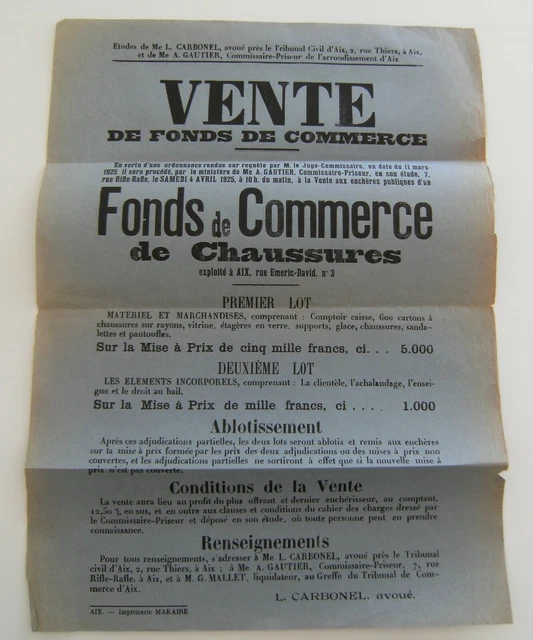 Études de Me L. CARBONEL, avoué près le Tribunal Civil d'Aix, 2, rue Thiers, à Aix,
et de Me A. GAUTIER, Commissaire-Priseur de l'arrondissement d'Aix
VENTE
DE FONDS DE COMMERCE
En vertu d'une ordonnance rendue sur requête par M. le Juge-Commissaire, en date du 11 mars
1925 il sera procédé, par le ministère de Me A. GAUTIER, Commissaire-Priseur, en son étude, 7,
rue Rifle-Rafle, le SAMEDI 4 AVRIL 1925, à 10 h. du matin, à la Vente aux enchères publiques d'un
Fonds de Commerce
de Chaussures
exploité à AIX, rue Emeric-David, n° 3
PREMIER LOT
MATERIEL ET MARCHANDISES, comprenant : Comptoir caisse, 600 cartons à
chaussures sur rayons, vitrine, étagères en verre, supports, glace, chaussures, sanda-
lettes et pantoufles.
Sur la Mise à Prix de cinq mille francs, ci. . . 5.000
DEUXIÈME LOT
LES ELEMENTS INCORPORELS, comprenant : La clientèle, l'achalandage, l'ensei-
gne et le droit au bail.
Sur la Mise à Prix de mille francs, ci . . . . 1.000
Ablotissement
Après ces adjudications partielles, les deux lots seront ablotis et remis aux enchères
sur la mise à prix formée par les prix des deux adjudications ou des mises à prix non
couvertes, et les adjudications partielles ne sortiront à effet que si la nouvelle mise à
prix n'est pas couverte.
Conditions de la Vente
La vente aura lieu au profit du plus offrant et dernier enchérisseur, au comptant,
12,50 %, en sus, et en outre aux clauses et conditions du cahier des charges dressé par
le Commissaire-Priseur et déposé en son étude, où toute personne peut en prendre
connaissance.
Renseignements
Pour tous renseignements, s'adresser à Me L. CARBONEL, avoué près le Tribunal
civil d'Aix, 2, rue Thiers, à Aix ; à Me A. GAUTIER, Commissaire-Priseur, 7, rue
Rifle-Rafle, à Aix, et à M. G. MALLET, liquidateur, au Greffe du Tribunal de Com-
merce d'Aix.
L. CARBONEL, avoué.
AIX. — Imprimerie MAKAIRE